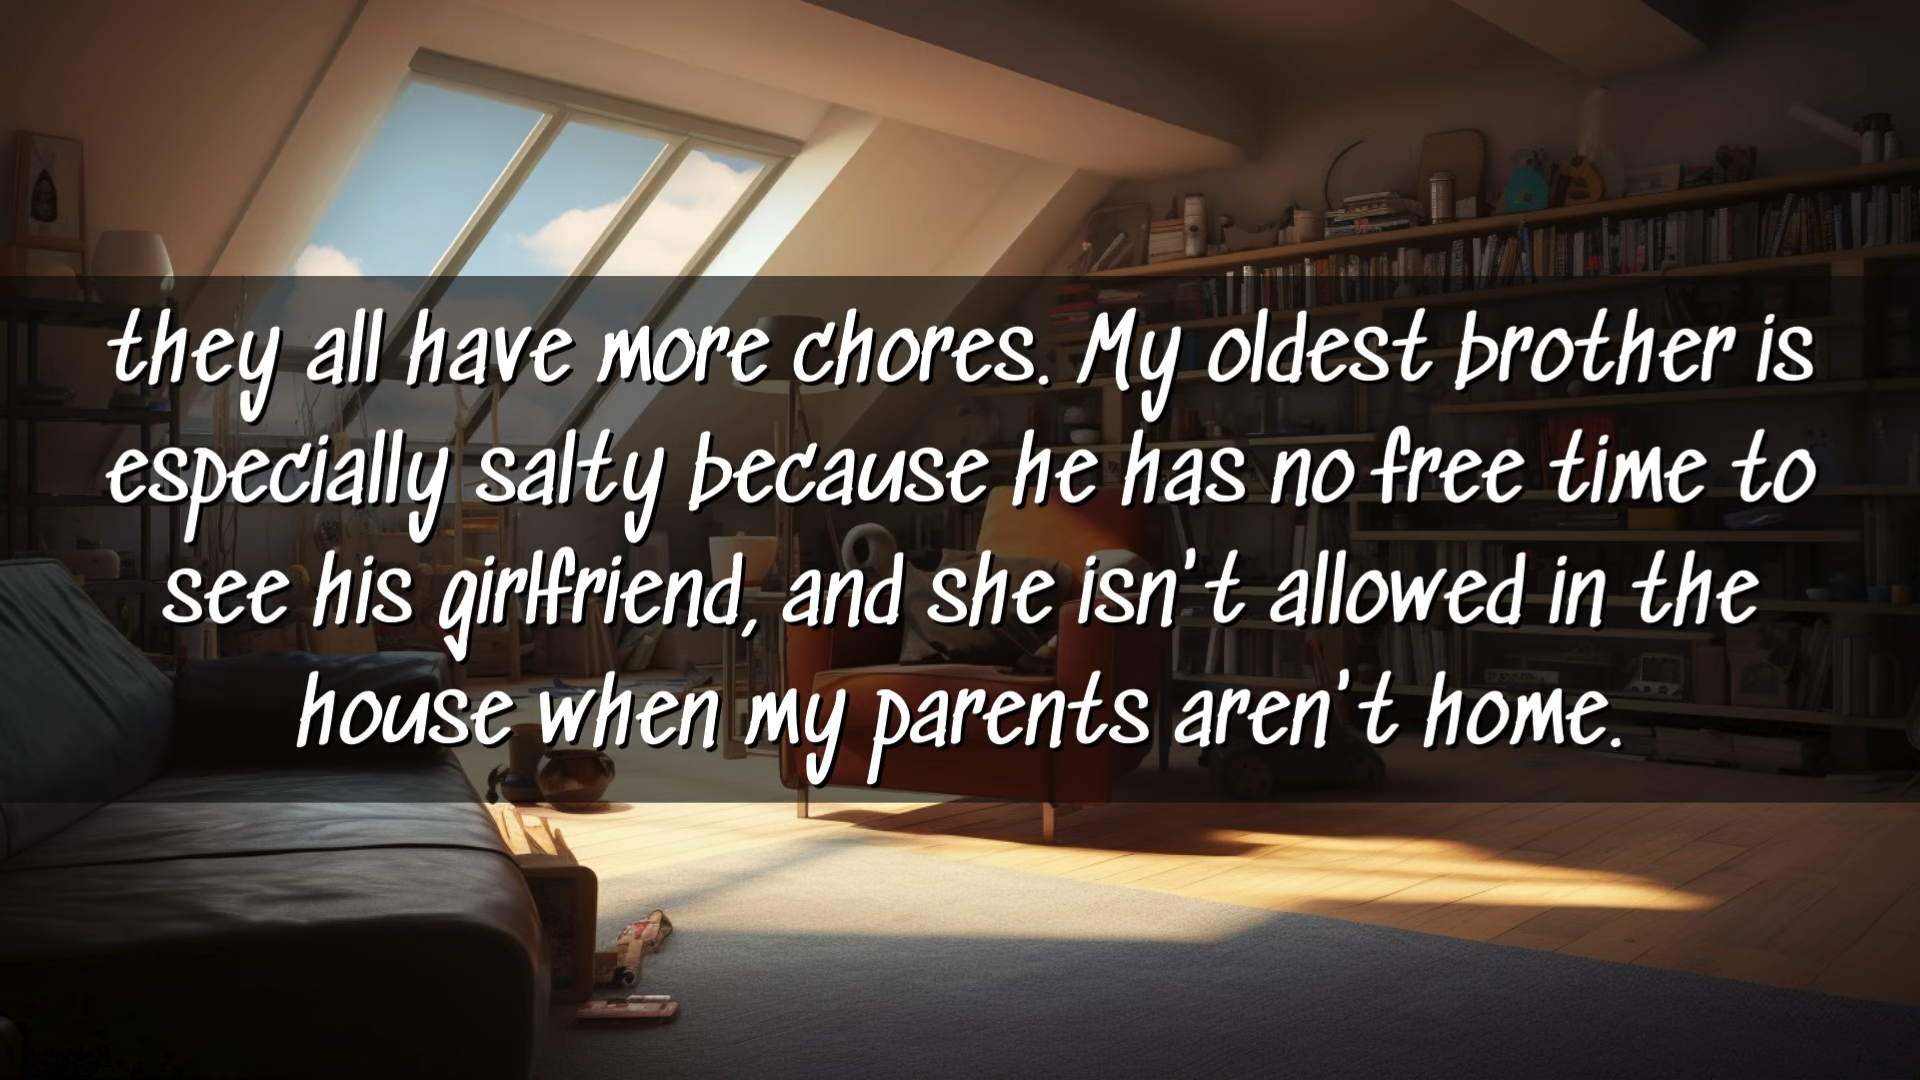 they all have more chores. My oldest brother is
especially salty because he has no free time to
see his girlfriend, and she isn't allowed in the
house when my parents aren't home.